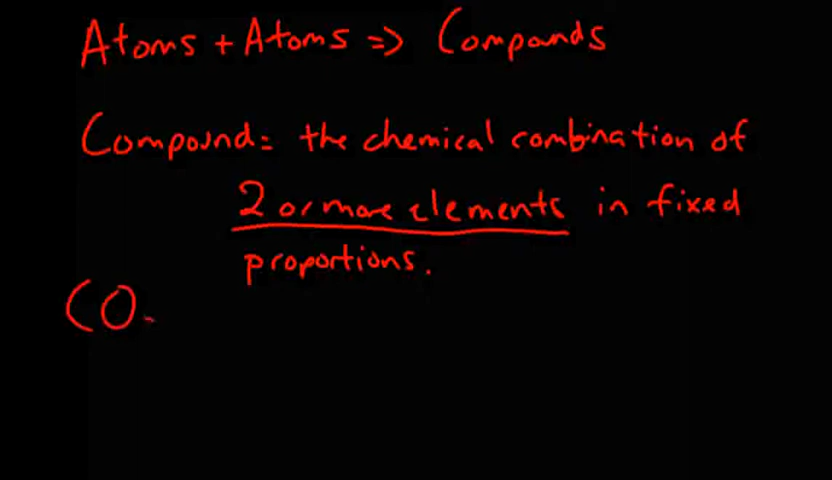 Atoms + Atoms => Compounds
Compound= the chemical combination of
2 or more elements in fixed
proportions.
CO